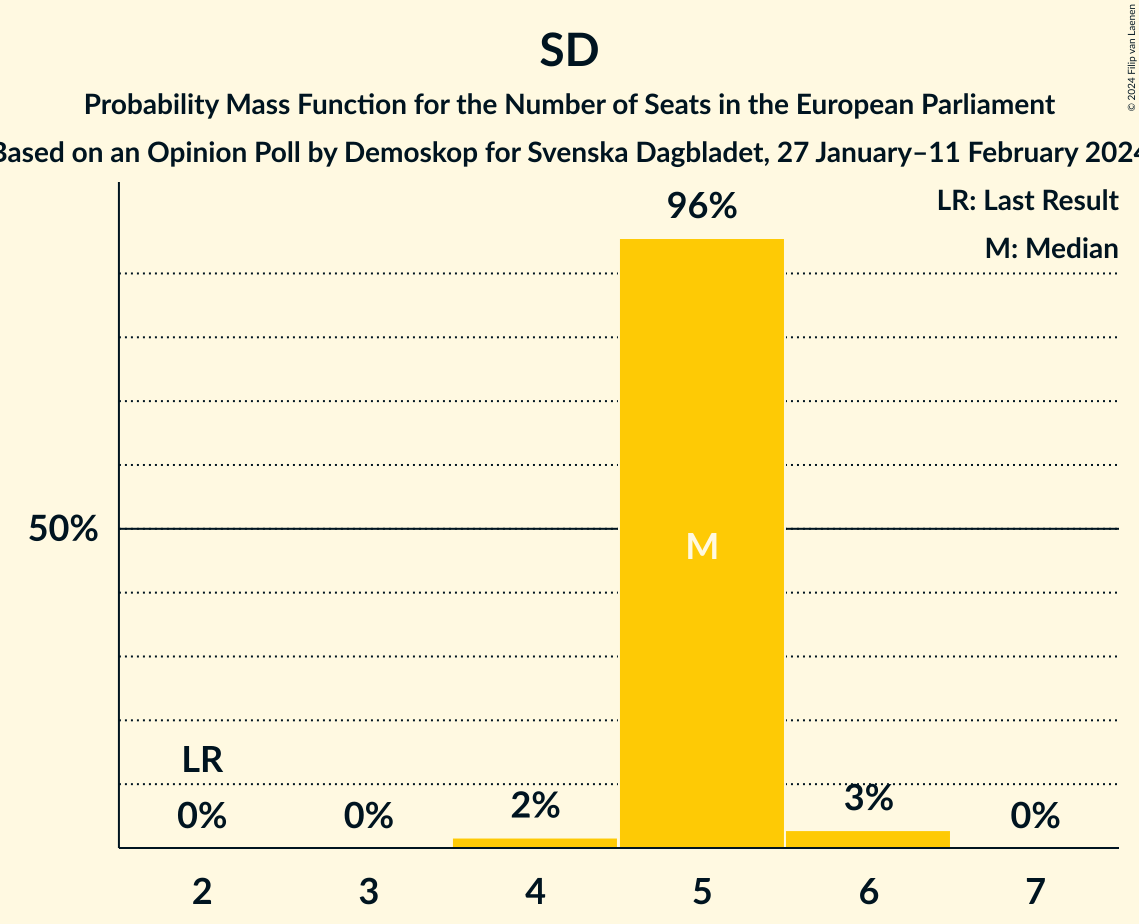 SD
Probability Mass Function for the Number of Seats in the European Parliament
Based on an Opinion Poll by Demoskop for Svenska Dagbladet, 27 January–11 February 2024
© 2024 Filip van Laenen
LR: Last Result
M: Median
96%
50%
M
LR
0%
0%
2%
3%
0%
2 3 4 5 6 7